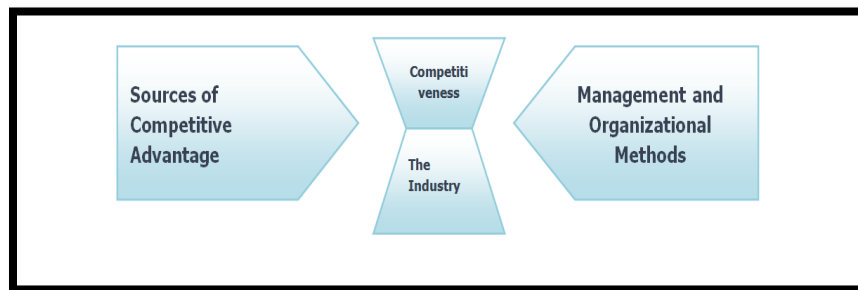 Sources of
Competitive
Advantage
Competiti
veness
The
Industry
Management and
Organizational
Methods